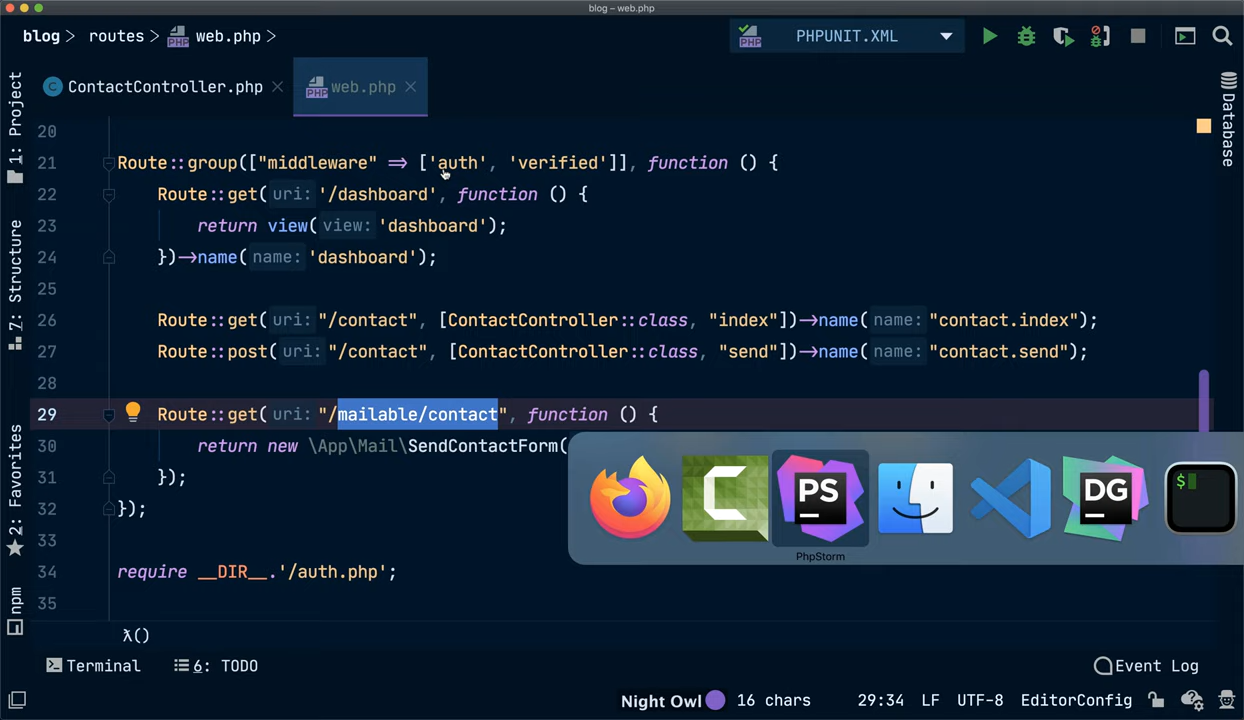 blog – web.php
blog > routes > web.php >
PHPUNIT.XML
ContactController.php
web.php
1: Project
7: Structure
2: Favorites
npm
Database
20
21 Route::group(["middleware" => ['auth', 'verified']], function () {
22 Route::get( uri: '/dashboard', function () {
23 return view( view: 'dashboard');
24 })->name( name: 'dashboard');
25
26 Route::get( uri: "/contact", [ContactController::class, "index"])->name( name: "contact.index");
27 Route::post( uri: "/contact", [ContactController::class, "send"])->name( name: "contact.send");
28
29 Route::get( uri: "/mailable/contact", function () {
30 return new \App\Mail\SendContactForm(
31 });
32 });
33
34 require __DIR__.'/auth.php';
35
PS
DG
$
PhpStorm
λ()
Terminal
6: TODO
Event Log
Night Owl 16 chars 29:34 LF UTF-8 EditorConfig